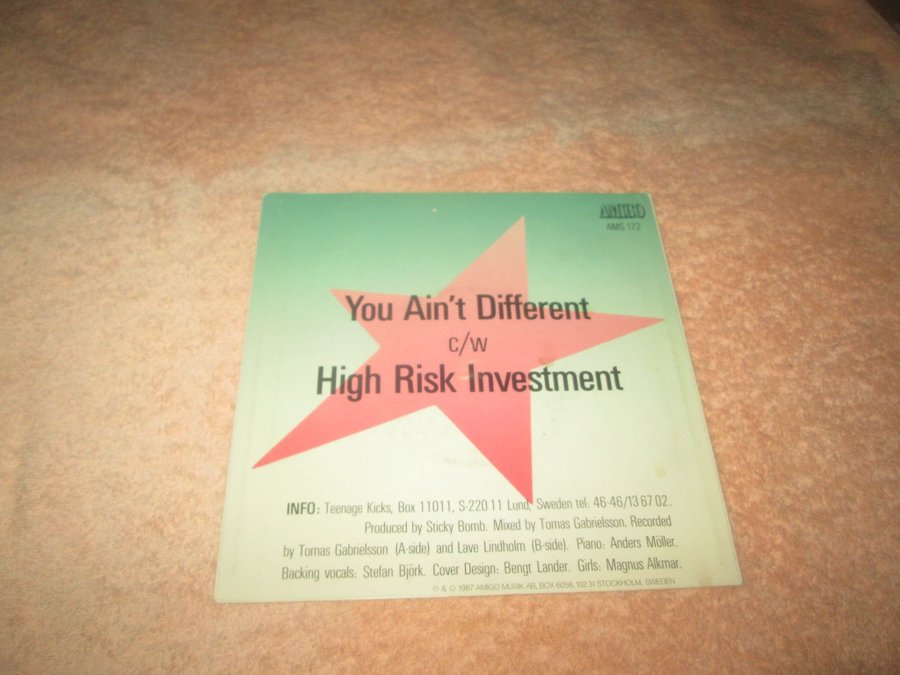 AMIGO
AMS 172
You Ain't Different
c/w
High Risk Investment
INFO: Teenage Kicks, Box 11011, S-220 11 Lund, Sweden tel: 46-46/13 67 02.
Produced by Sticky Bomb. Mixed by Tomas Gabrielsson. Recorded
by Tomas Gabrielsson (A-side) and Lave Lindholm (B-side). Piano: Anders Möller.
Backing vocals: Stefan Björk. Cover Design: Bengt Lander. Girls: Magnus Alkmar.
℗ & © 1987 AMIGO MUSIK AB, BOX 6058, 102 31 STOCKHOLM, SWEDEN